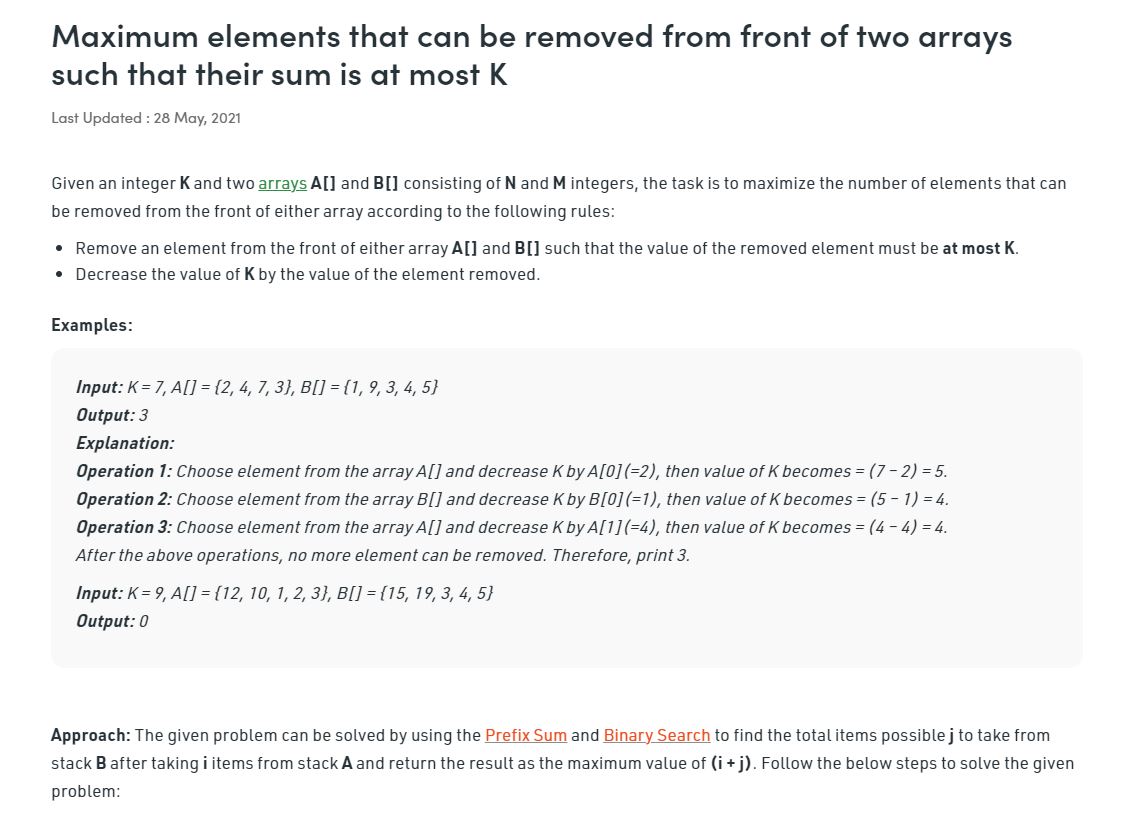 Maximum elements that can be removed from front of two arrays
such that their sum is at most K
Last Updated : 28 May, 2021
Given an integer K and two arrays A[] and B[] consisting of N and M integers, the task is to maximize the number of elements that can
be removed from the front of either array according to the following rules:
• Remove an element from the front of either array A[] and B[] such that the value of the removed element must be at most K.
• Decrease the value of K by the value of the element removed.
Examples:
Input: K = 7, A[] = {2, 4, 7, 3}, B[] = {1, 9, 3, 4, 5}
Output: 3
Explanation:
Operation 1: Choose element from the array A[] and decrease K by A[0](=2), then value of K becomes = (7 − 2) = 5.
Operation 2: Choose element from the array B[] and decrease K by B[0](=1), then value of K becomes = (5 − 1) = 4.
Operation 3: Choose element from the array A[] and decrease K by A[1](=4), then value of K becomes = (4 − 4) = 4.
After the above operations, no more element can be removed. Therefore, print 3.
Input: K = 9, A[] = {12, 10, 1, 2, 3}, B[] = {15, 19, 3, 4, 5}
Output: 0
Approach: The given problem can be solved by using the Prefix Sum and Binary Search to find the total items possible j to take from
stack B after taking i items from stack A and return the result as the maximum value of (i + j). Follow the below steps to solve the given
problem: